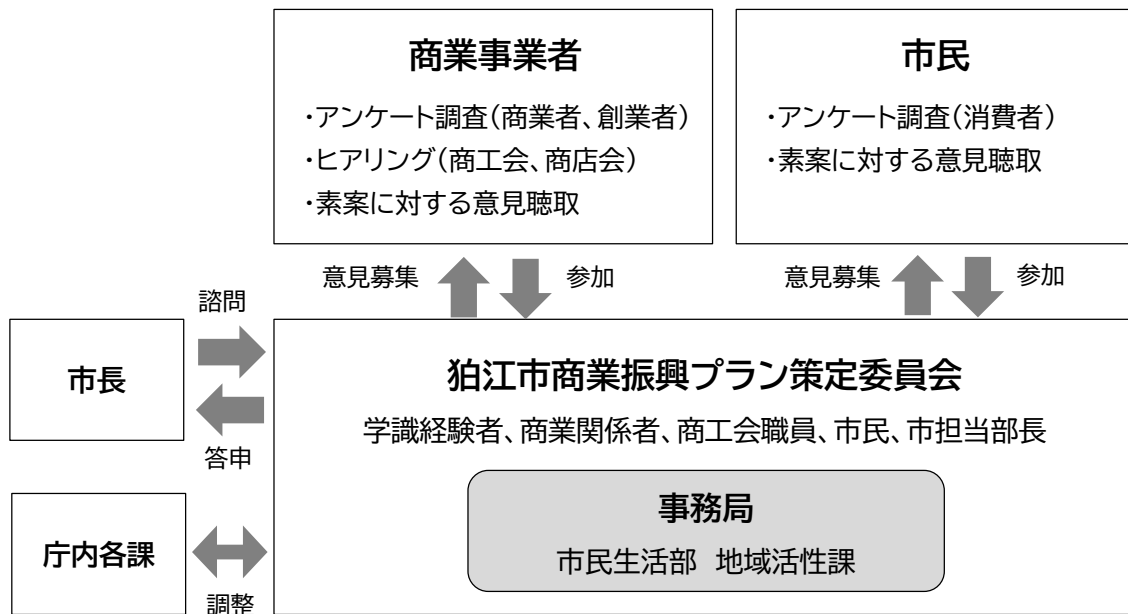 商業事業者
・アンケート調査(商業者、創業者)
・ヒアリング(商工会、商店会)
・素案に対する意見聴取
市民
・アンケート調査(消費者)
・素案に対する意見聴取
意見募集
参加
意見募集
参加
諮問
市長
答申
狛江市商業振興プラン策定委員会
学識経験者、商業関係者、商工会職員、市民、市担当部長
事務局
市民生活部 地域活性課
庁内各課
調整